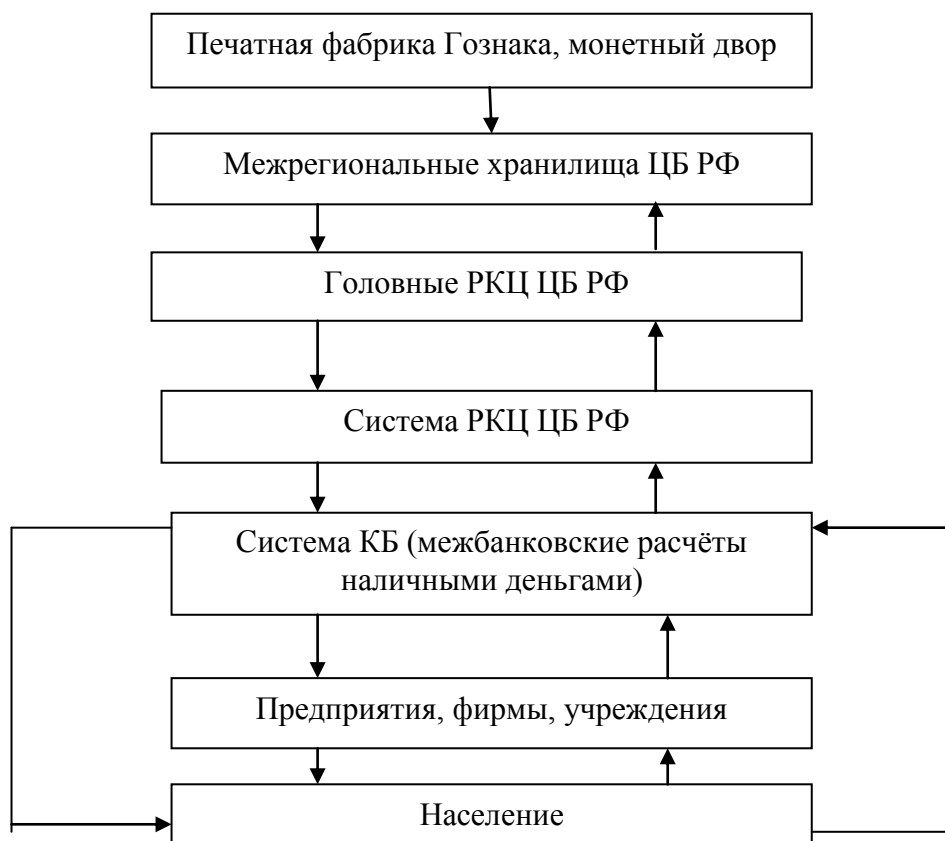 Печатная фабрика Гознака, монетный двор
Межрегиональные хранилища ЦБ РФ
Головные РКЦ ЦБ РФ
Система РКЦ ЦБ РФ
Система КБ (межбанковские расчёты
наличными деньгами)
Предприятия, фирмы, учреждения
Население